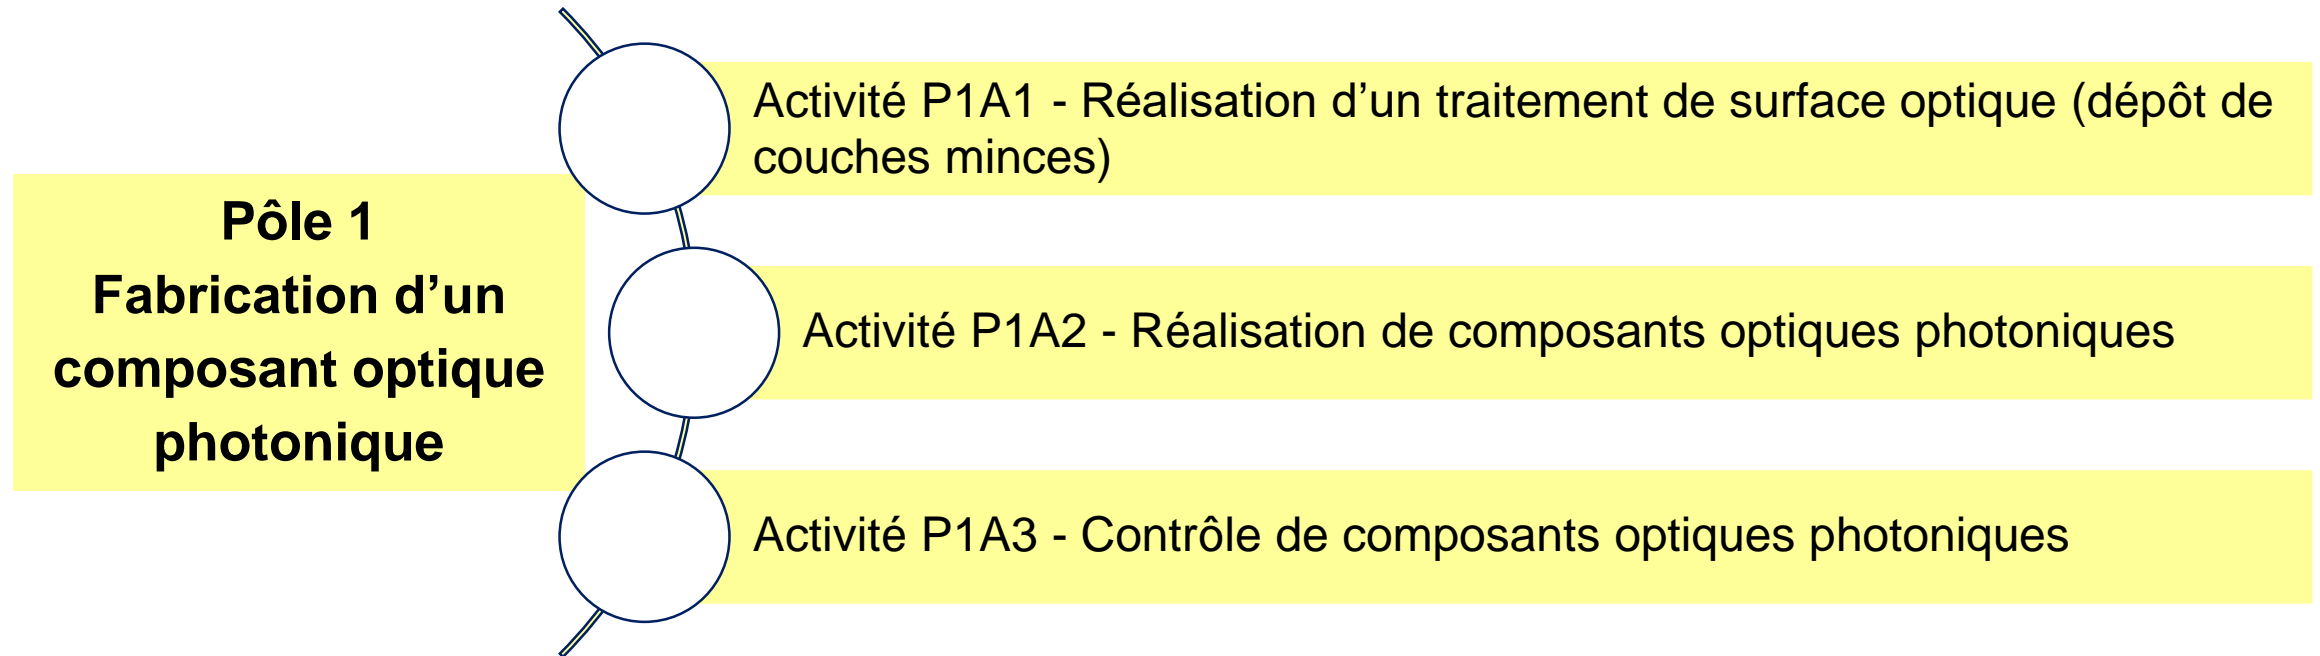 Pôle 1
Fabrication d’un
composant optique
photonique
Activité P1A1 - Réalisation d’un traitement de surface optique (dépôt de
couches minces)
Activité P1A2 - Réalisation de composants optiques photoniques
Activité P1A3 - Contrôle de composants optiques photoniques